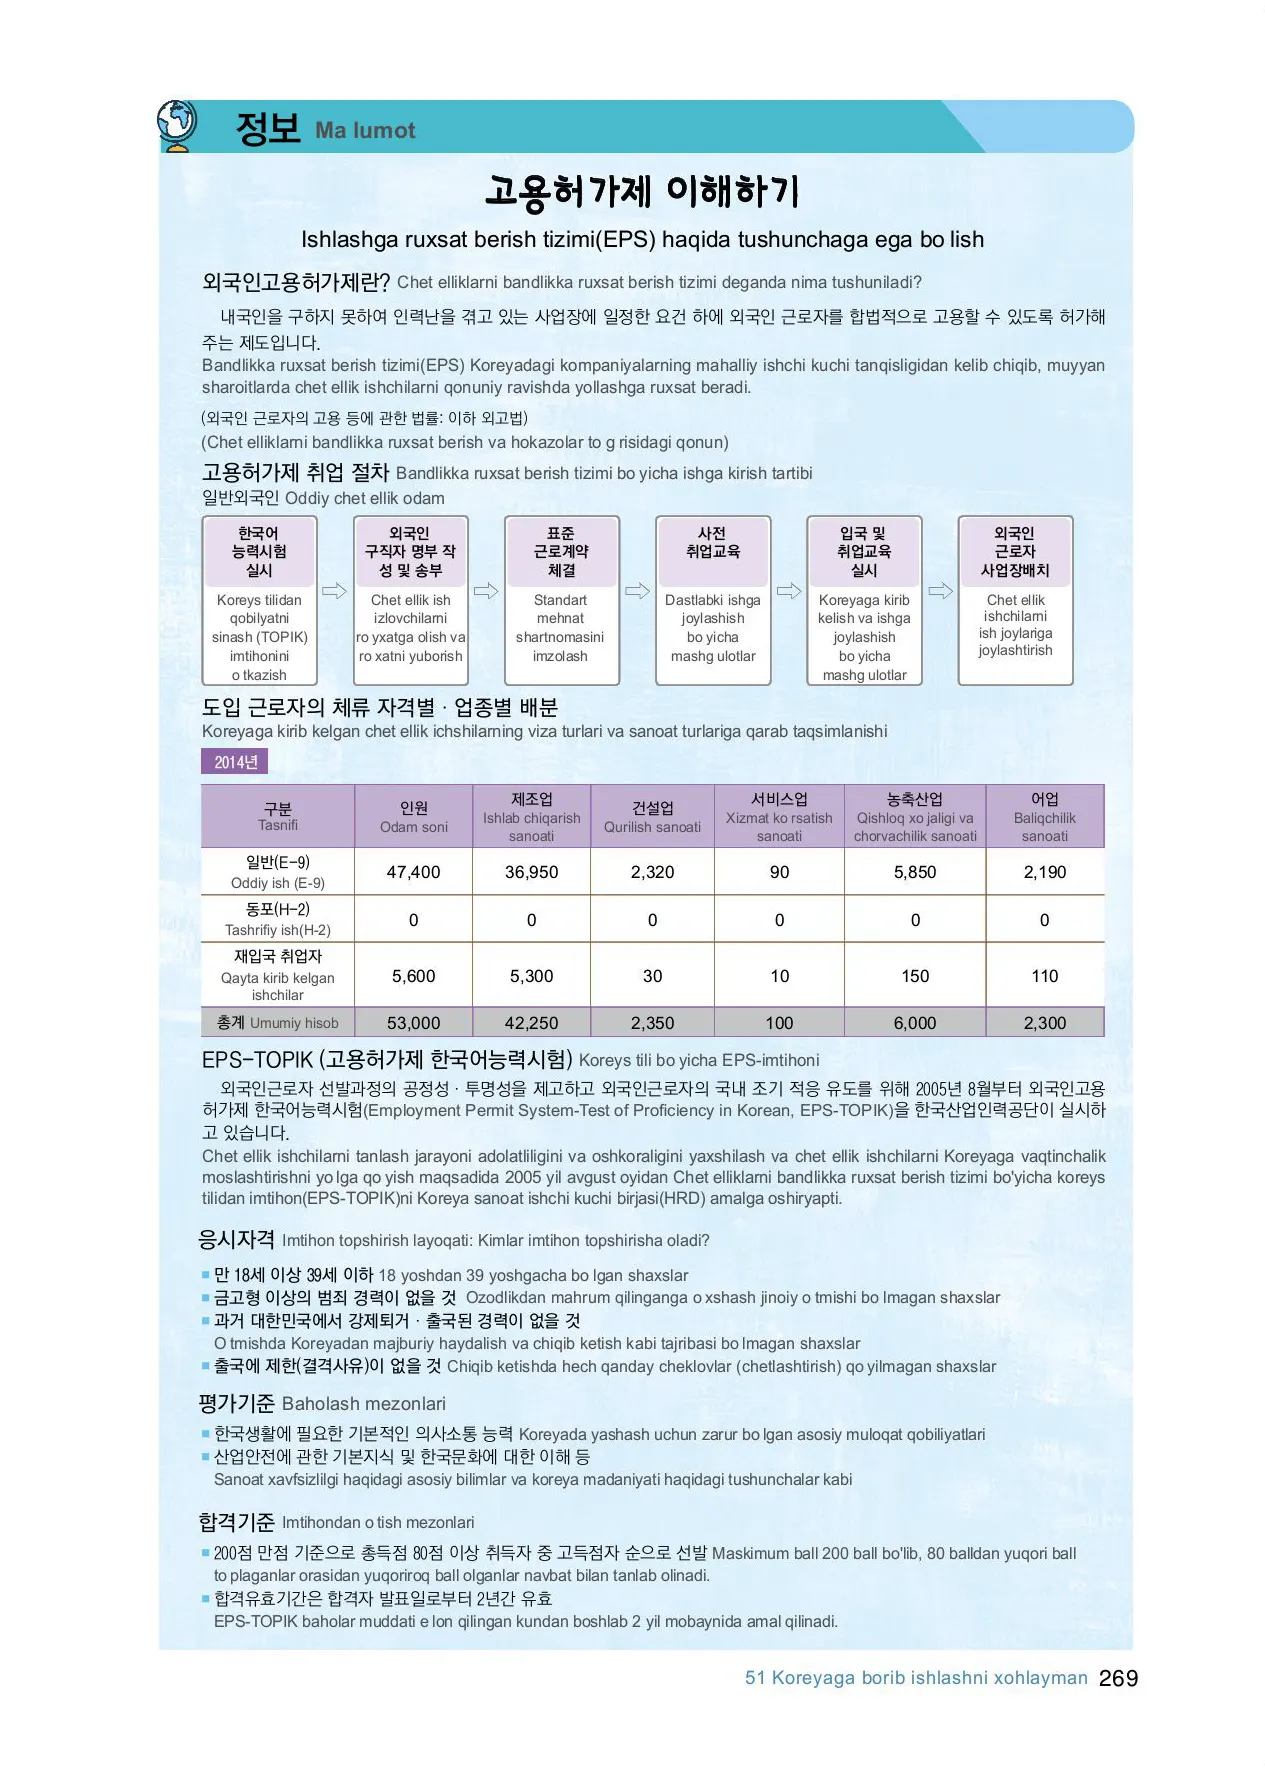 정보 Ma lumot
고용허가제 이해하기
Ishlashga ruxsat berish tizimi(EPS) haqida tushunchaga ega bo lish
외국인고용허가제란? Chet elliklarni bandlikka ruxsat berish tizimi deganda nima tushuniladi?
내국인을 구하지 못하여 인력난을 겪고 있는 사업장에 일정한 요건 하에 외국인 근로자를 합법적으로 고용할 수 있도록 허가해
주는 제도입니다.
Bandlikka ruxsat berish tizimi(EPS) Koreyadagi kompaniyalarning mahalliy ishchi kuchi tanqisligidan kelib chiqib, muyyan
sharoitlarda chet ellik ishchilarni qonuniy ravishda yollashga ruxsat beradi.
(외국인 근로자의 고용 등에 관한 법률: 이하 외고법)
(Chet elliklarni bandlikka ruxsat berish va hokazolar to g risidagi qonun)
고용허가제 취업 절차 Bandlikka ruxsat berish tizimi bo yicha ishga kirish tartibi
일반외국인 Oddiy chet ellik odam
한국어
능력시험
실시
Koreys tilidan
qobilyatni
sinash (TOPIK)
imtihonini
o tkazish
외국인
구직자 명부 작
성 및 송부
Chet ellik ish
izlovchilarni
ro yxatga olish va
ro xatni yuborish
표준
근로계약
체결
Standart
mehnat
shartnomasini
imzolash
사전
취업교육
Dastlabki ishga
joylashish
bo yicha
mashg ulotlar
입국 및
취업교육
실시
Koreyaga kirib
kelish va ishga
joylashish
bo yicha
mashg ulotlar
외국인
근로자
사업장배치
Chet ellik
ishchilarni
ish joylariga
joylashtirish
도입 근로자의 체류 자격별 · 업종별 배분
Koreyaga kirib kelgan chet ellik ichshilarning viza turlari va sanoat turlariga qarab taqsimlanishi
2014년
구분 Tasnifi 인원 Odam soni 제조업 Ishlab chiqarish sanoati 건설업 Qurilish sanoati 서비스업 Xizmat ko rsatish sanoati 농축산업 Qishloq xo jaligi va chorvachilik sanoati 어업 Baliqchilik sanoati
일반(E-9) Oddiy ish (E-9) 47,400 36,950 2,320 90 5,850 2,190
동포(H-2) Tashrifiy ish(H-2) 0 0 0 0 0 0
재입국 취업자 Qayta kirib kelgan ishchilar 5,600 5,300 30 10 150 110
총계 Umumiy hisob 53,000 42,250 2,350 100 6,000 2,300
EPS-TOPIK (고용허가제 한국어능력시험) Koreys tili bo yicha EPS-imtihoni
외국인근로자 선발과정의 공정성 · 투명성을 제고하고 외국인근로자의 국내 조기 적응 유도를 위해 2005년 8월부터 외국인고용
허가제 한국어능력시험(Employment Permit System-Test of Proficiency in Korean, EPS-TOPIK)을 한국산업인력공단이 실시하
고 있습니다.
Chet ellik ishchilarni tanlash jarayoni adolatliligini va oshkoraligini yaxshilash va chet ellik ishchilarni Koreyaga vaqtinchalik
moslashtirishni yo lga qo yish maqsadida 2005 yil avgust oyidan Chet elliklarni bandlikka ruxsat berish tizimi bo'yicha koreys
tilidan imtihon(EPS-TOPIK)ni Koreya sanoat ishchi kuchi birjasi(HRD) amalga oshiryapti.
응시자격 Imtihon topshirish layoqati: Kimlar imtihon topshirisha oladi?
▪ 만 18세 이상 39세 이하 18 yoshdan 39 yoshgacha bo lgan shaxslar
▪ 금고형 이상의 범죄 경력이 없을 것 Ozodlikdan mahrum qilinganga o xshash jinoiy o tmishi bo lmagan shaxslar
▪ 과거 대한민국에서 강제퇴거 · 출국된 경력이 없을 것
O tmishda Koreyadan majburiy haydalish va chiqib ketish kabi tajribasi bo lmagan shaxslar
▪ 출국에 제한(결격사유)이 없을 것 Chiqib ketishda hech qanday cheklovlar (chetlashtirish) qo yilmagan shaxslar
평가기준 Baholash mezonlari
▪ 한국생활에 필요한 기본적인 의사소통 능력 Koreyada yashash uchun zarur bo lgan asosiy muloqat qobiliyatlari
▪ 산업안전에 관한 기본지식 및 한국문화에 대한 이해 등
Sanoat xavfsizlilgi haqidagi asosiy bilimlar va koreya madaniyati haqidagi tushunchalar kabi
합격기준 Imtihondan o tish mezonlari
▪ 200점 만점 기준으로 총득점 80점 이상 취득자 중 고득점자 순으로 선발 Maskimum ball 200 ball bo'lib, 80 balldan yuqori ball
to plaganlar orasidan yuqoriroq ball olganlar navbat bilan tanlab olinadi.
▪ 합격유효기간은 합격자 발표일로부터 2년간 유효
EPS-TOPIK baholar muddati e lon qilingan kundan boshlab 2 yil mobaynida amal qilinadi.
51 Koreyaga borib ishlashni xohlayman 269